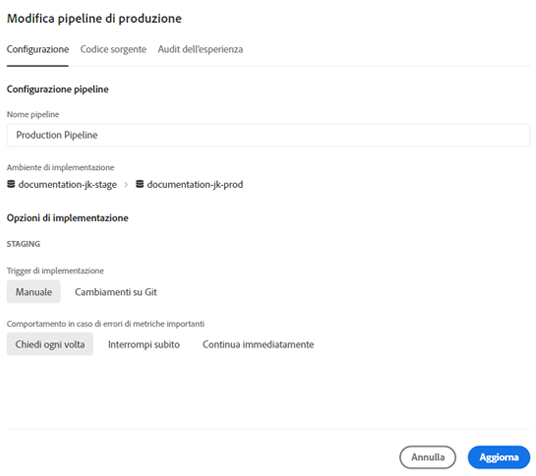 Modifica pipeline di produzione
Configurazione Codice sorgente Audit dell'esperienza
Configurazione pipeline
Nome pipeline
Production Pipeline
Ambiente di implementazione
documentation-jk-stage > documentation-jk-prod
Opzioni di implementazione
STAGING
Trigger di implementazione
Manuale Cambiamenti su Git
Comportamento in caso di errori di metriche importanti
Chiedi ogni volta Interrompi subito Continua immediatamente
Annulla Aggiorna